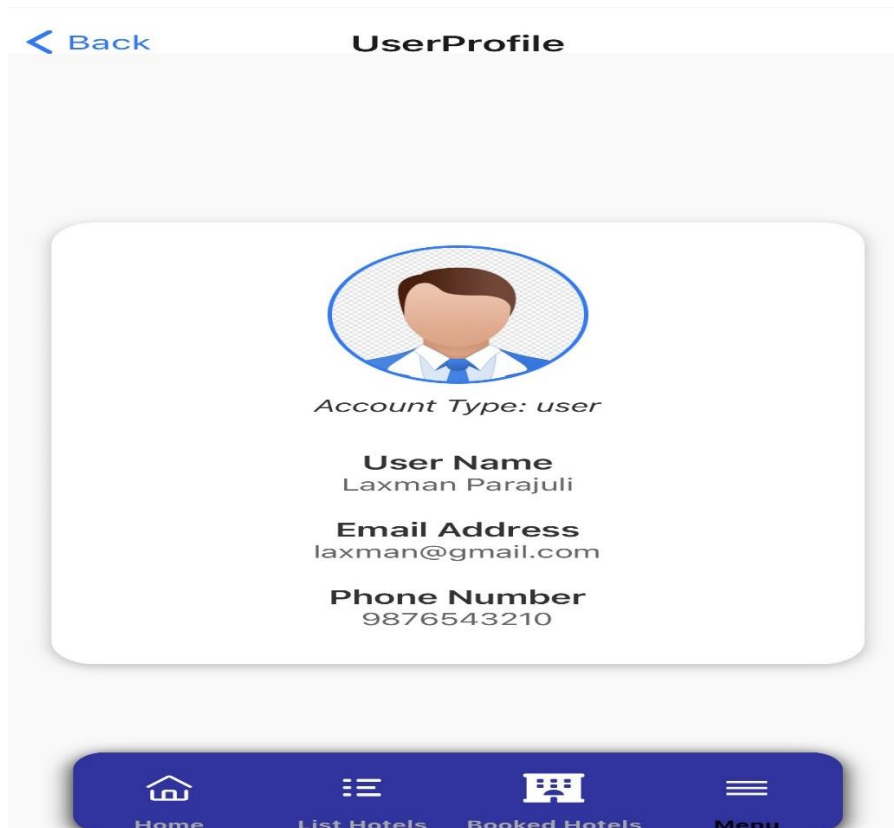 Back
UserProfile
Account Type: user
User Name
Laxman Parajuli
Email Address
laxman@gmail.com
Phone Number
9876543210
Home
List Hotels
Booked Hotels
Menu